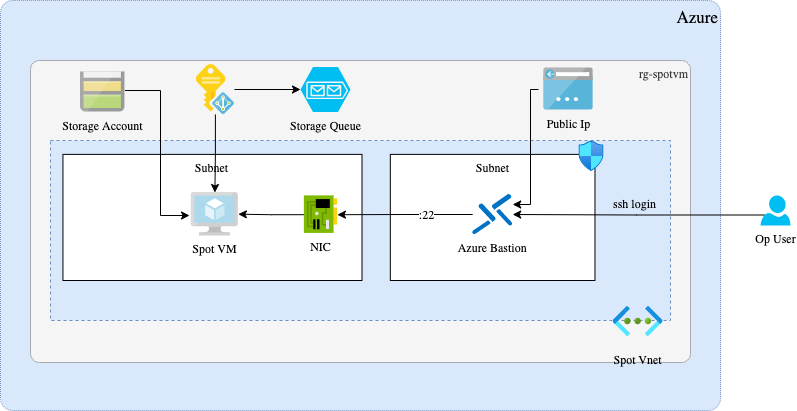 Azure
rg-spotvm
Storage Account
Storage Queue
Public Ip
Subnet
Subnet
ssh login
:22
Spot VM
NIC
Azure Bastion
Op User
Spot Vnet